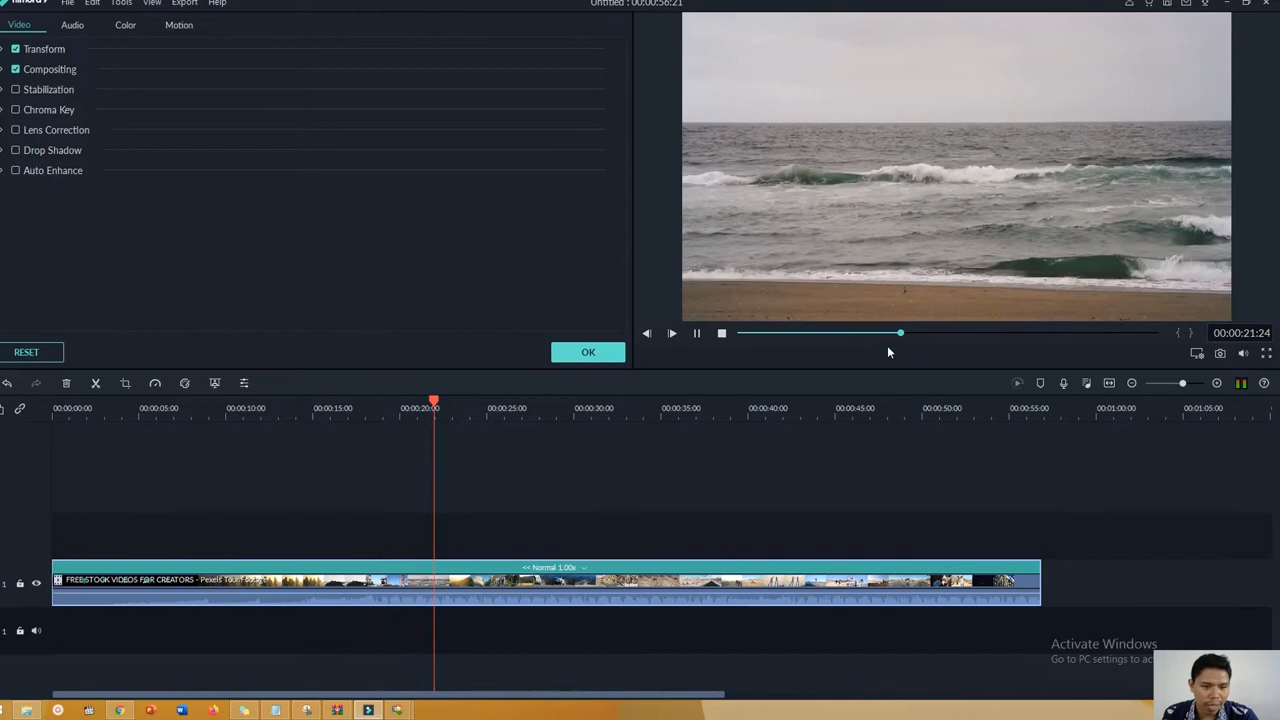 File Edit Tools View Export Help
Untitled : 00:00:56:21
Video Audio Color Motion
Transform
Compositing
Stabilization
Chroma Key
Lens Correction
Drop Shadow
Auto Enhance
RESET
OK
00:00:21:24
00:00:00:00 00:00:05:00 00:00:10:00 00:00:15:00 00:00:20:00 00:00:25:00 00:00:30:00 00:00:35:00 00:00:40:00 00:00:45:00 00:00:50:00 00:00:55:00 00:01:00:00 00:01:05:00
<< Normal 1.00x
FREE STOCK VIDEOS FOR CREATORS - Pexels
1
1
Activate Windows
Go to PC settings to